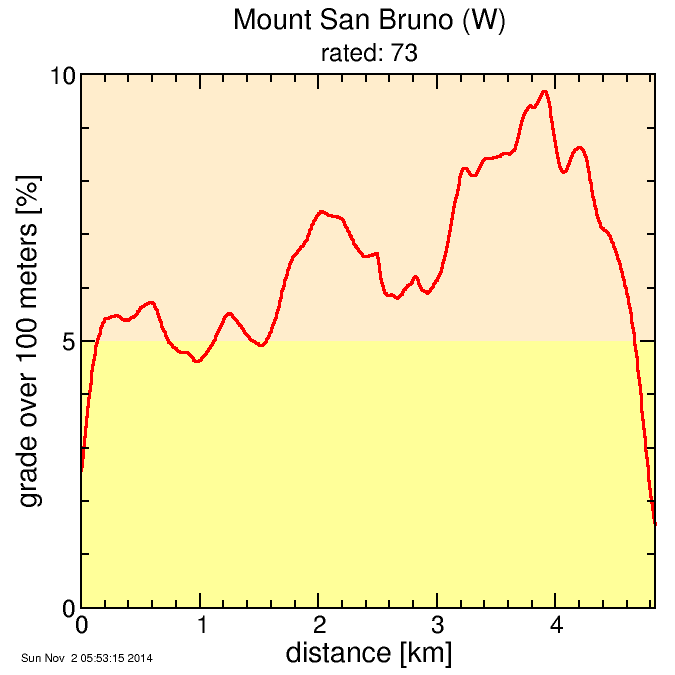 Mount San Bruno (W)
rated: 73
10
5
0
grade over 100 meters [%]
0 1 2 3 4
distance [km]
Sun Nov 2 05:53:15 2014